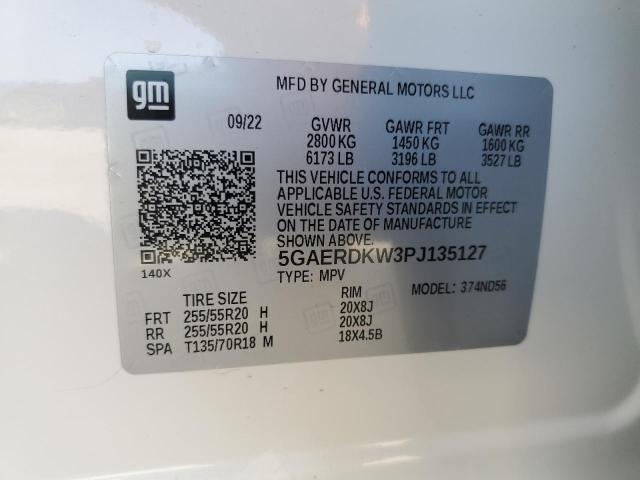 gm
MFD BY GENERAL MOTORS LLC
09/22 GVWR GAWR FRT GAWR RR
2800 KG 1450 KG 1600 KG
6173 LB 3196 LB 3527 LB
THIS VEHICLE CONFORMS TO ALL
APPLICABLE U.S. FEDERAL MOTOR
VEHICLE SAFETY STANDARDS IN EFFECT
ON THE DATE OF MANUFACTURE
SHOWN ABOVE.
5GAERDKW3PJ135127
140X
TYPE: MPV MODEL: 374ND56
TIRE SIZE RIM
FRT 255/55R20 H 20X8J
RR 255/55R20 H 20X8J
SPA T135/70R18 M 18X4.5B